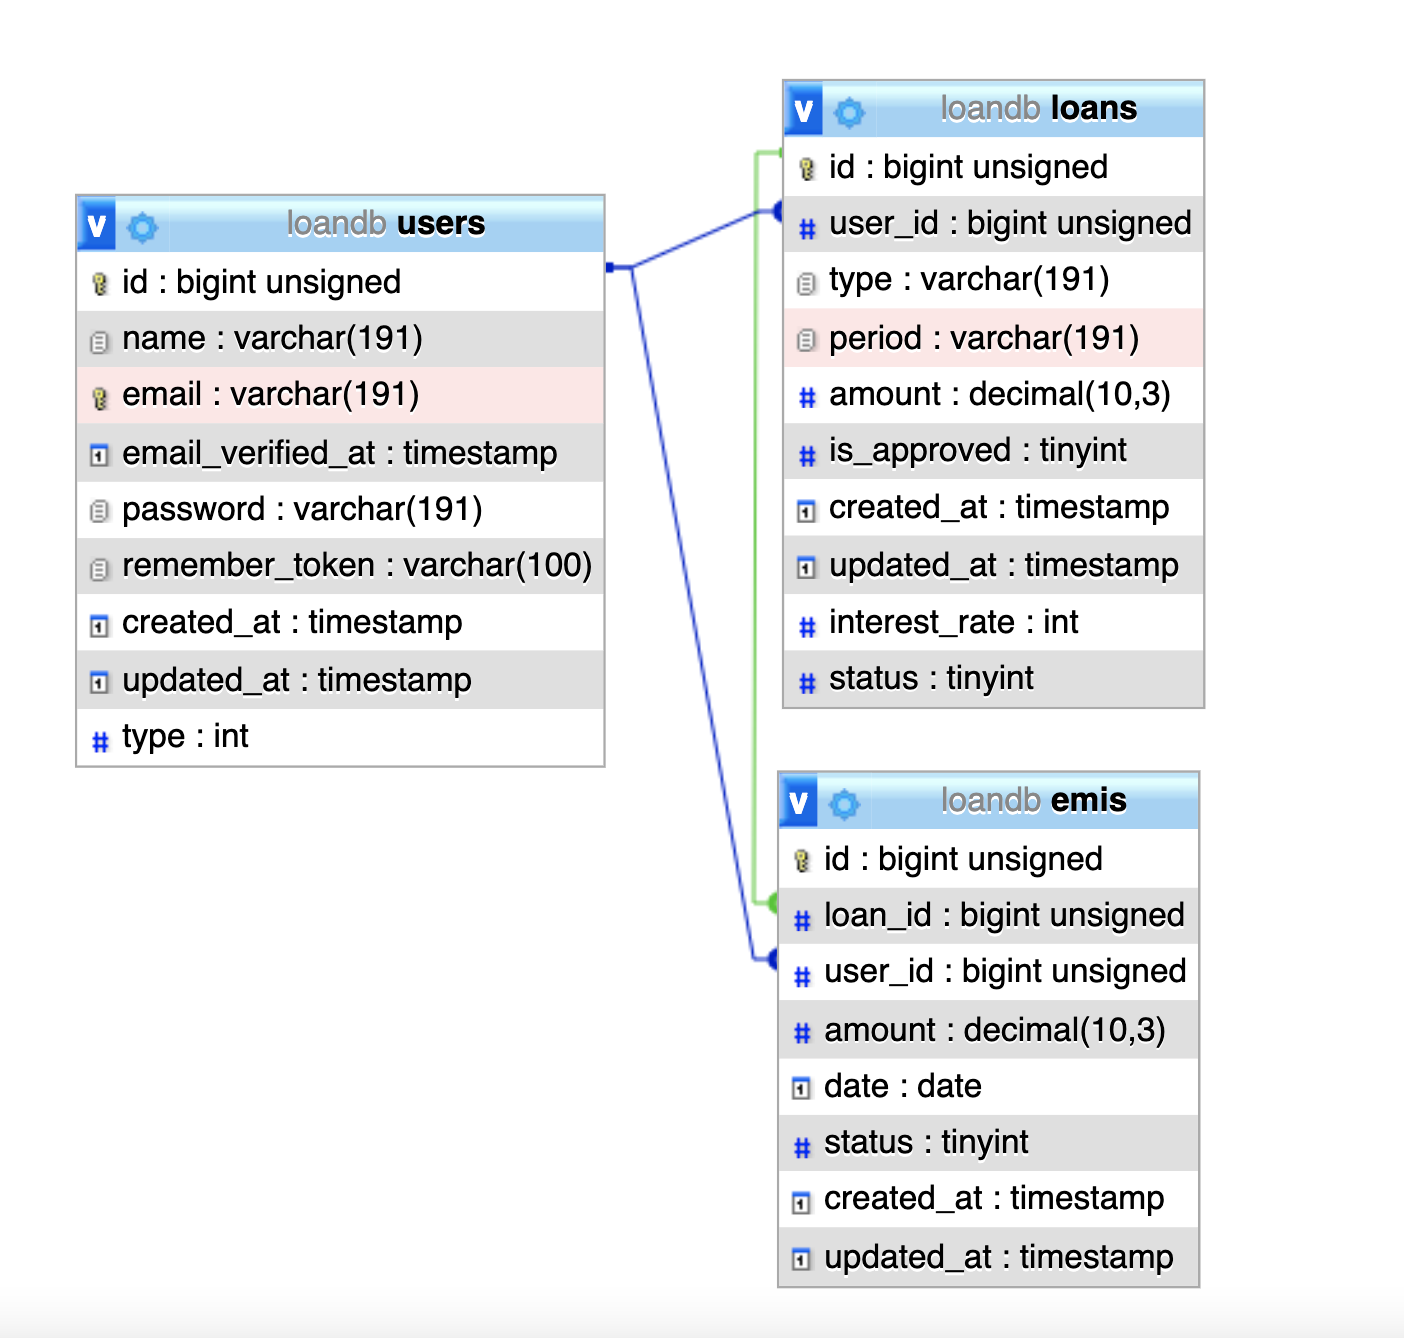 loandb users
id : bigint unsigned
name : varchar(191)
email : varchar(191)
email_verified_at : timestamp
password : varchar(191)
remember_token : varchar(100)
created_at : timestamp
updated_at : timestamp
# type : int
loandb loans
id : bigint unsigned
# user_id : bigint unsigned
type : varchar(191)
period : varchar(191)
# amount : decimal(10,3)
# is_approved : tinyint
created_at : timestamp
updated_at : timestamp
# interest_rate : int
# status : tinyint
loandb emis
id : bigint unsigned
# loan_id : bigint unsigned
# user_id : bigint unsigned
# amount : decimal(10,3)
date : date
# status : tinyint
created_at : timestamp
updated_at : timestamp